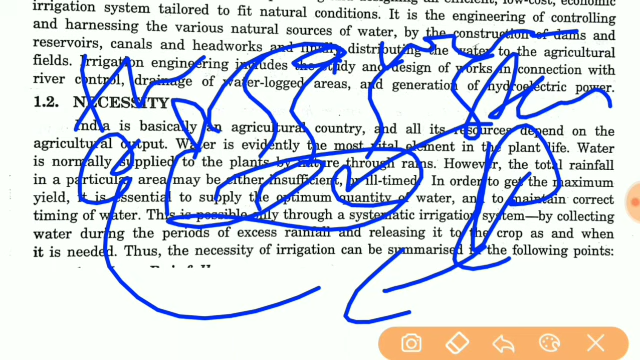 irrigation system tailored to fit natural conditions. It is the engineering of controlling
and harnessing the various natural sources of water, by the construction of dams and
reservoirs, canals and headworks and finally distributing the water to the agricultural
fields. Irrigation engineering includes the study and design of works in connection with
river control, drainage of water-logged areas, and generation of hydroelectric power.
1.2. NECESSITY
India is basically an agricultural country, and all its resources depend on the
agricultural output. Water is evidently the most vital element in the plant life. Water
is normally supplied to the plants by nature through rains. However, the total rainfall
in a particular area may be either insufficient, or ill-timed. In order to get the maximum
yield, it is essential to supply the optimum quantity of water, and to maintain correct
timing of water. This is possible only through a systematic irrigation system—by collecting
water during the periods of excess rainfall and releasing it to the crop as and when
it is needed. Thus, the necessity of irrigation can be summarised in the following points: